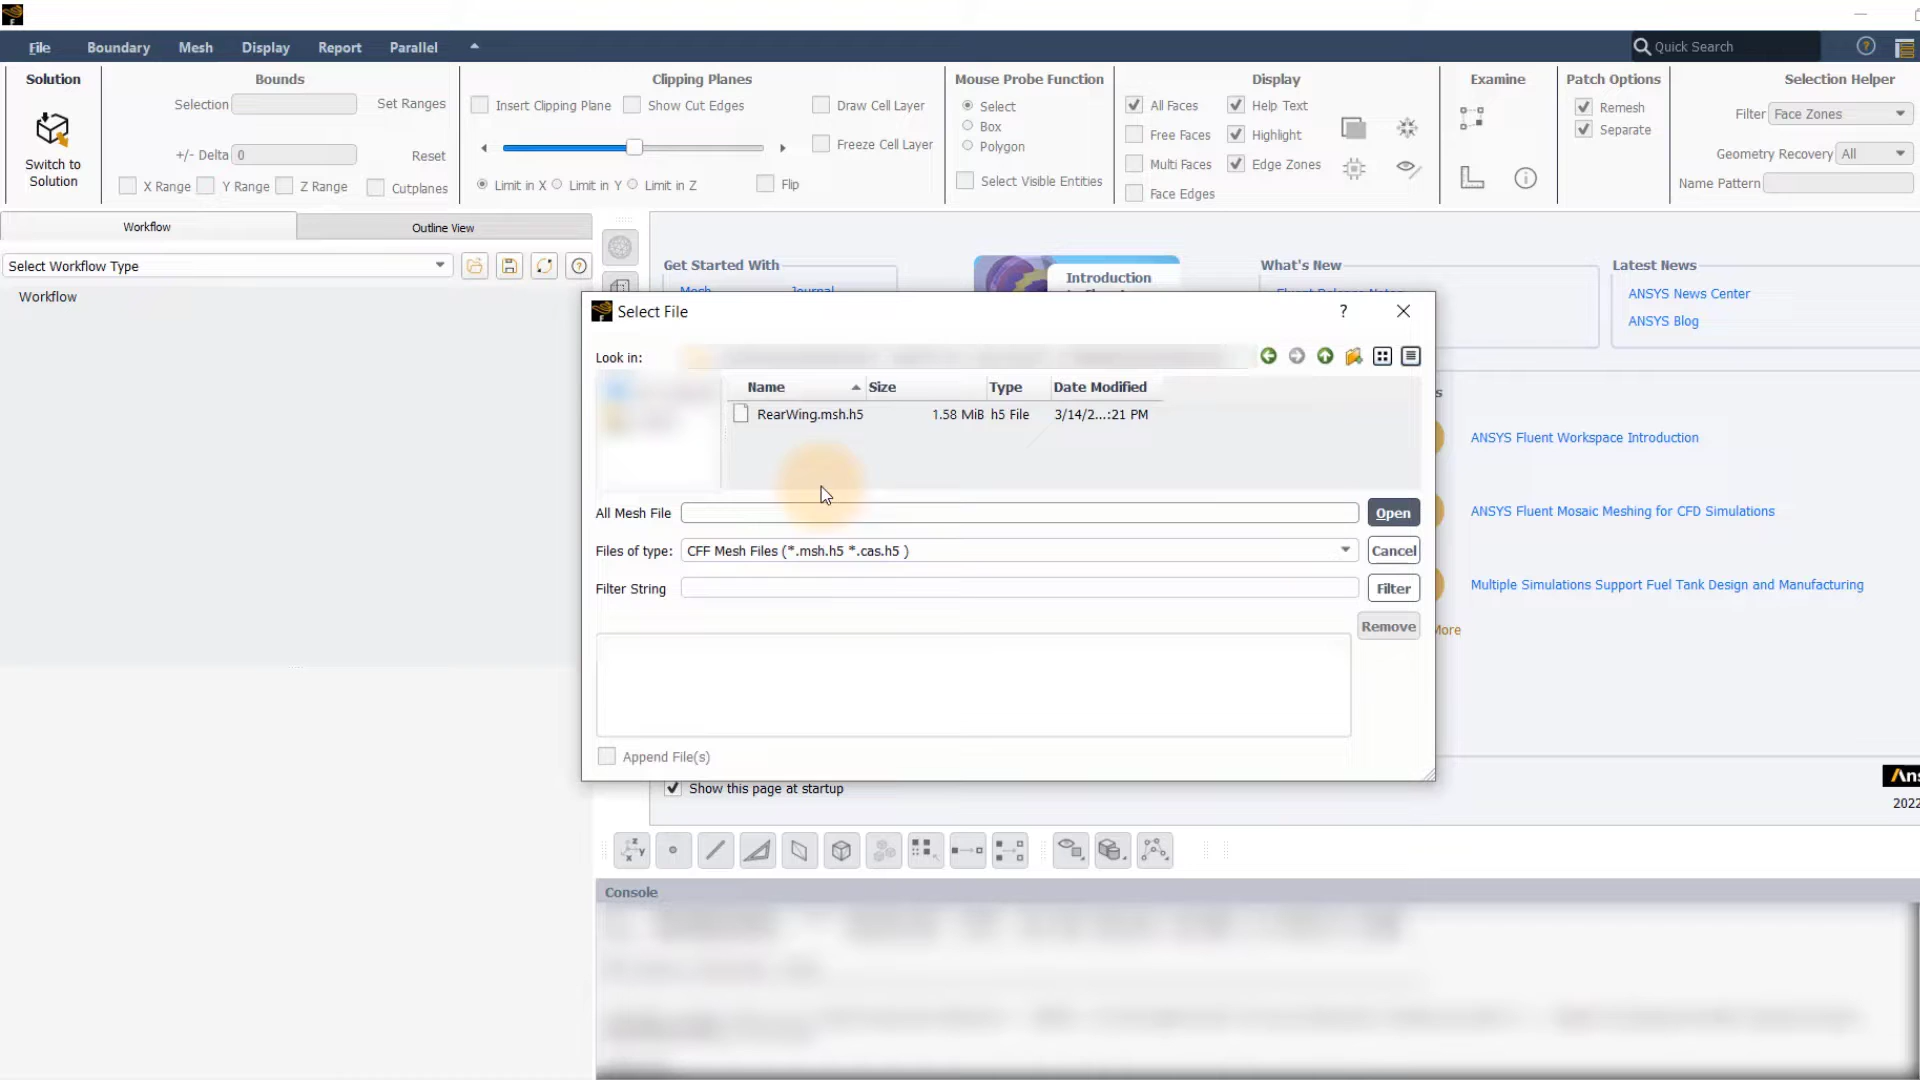 File Boundary Mesh Display Report Parallel Quick Search
Solution Bounds Clipping Planes Mouse Probe Function Display Examine Patch Options Selection Helper
Selection Set Ranges Insert Clipping Plane Show Cut Edges Draw Cell Layer Select All Faces Help Text Remesh Filter Face Zones
Box Separate
Free Faces Highlight
+/- Delta 0 Reset Freeze Cell Layer Polygon Geometry Recovery All
Switch to Solution Multi Faces Edge Zones
X Range Y Range Z Range Cutplanes Limit in X Limit in Y Limit in Z Flip Select Visible Entities Face Edges Name Pattern
Workflow Outline View
Select Workflow Type
Workflow
Get Started With Introduction What's New Latest News
ANSYS News Center
ANSYS Blog
Select File ?
Look in:
Name Size Type Date Modified
RearWing.msh.h5 1.58 MiB h5 File 3/14/2...:21 PM
ANSYS Fluent Workspace Introduction
All Mesh File Open
ANSYS Fluent Mosaic Meshing for CFD Simulations
Files of type: CFF Mesh Files (*.msh.h5 *.cas.h5 ) Cancel
Filter String Filter
Multiple Simulations Support Fuel Tank Design and Manufacturing
Remove
More
Append File(s)
Show this page at startup
2022
Console